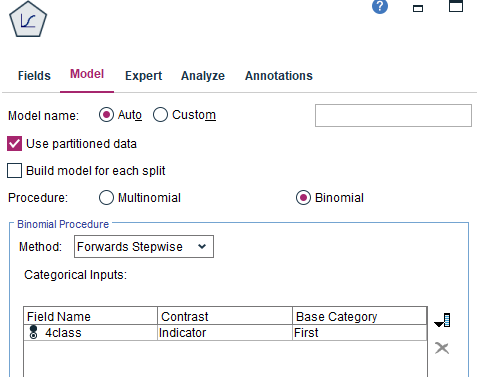 ?
Fields Model Expert Analyze Annotations
Model name: Auto Custom
Use partitioned data
Build model for each split
Procedure: Multinomial Binomial
Binomial Procedure
Method: Forwards Stepwise
Categorical Inputs:
Field Name Contrast Base Category
4class Indicator First